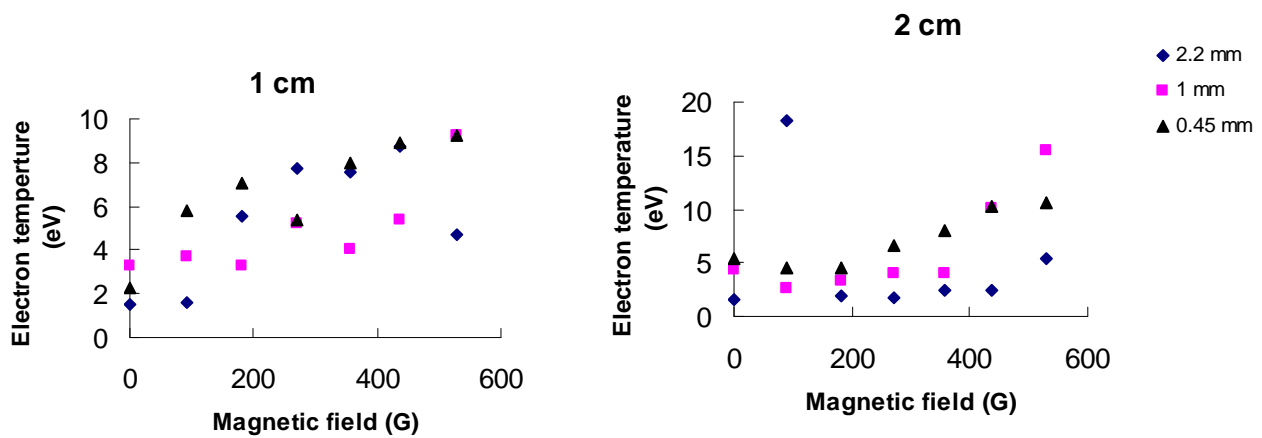 1 cm
Electron temperture
(eV)
10
8
6
4
2
0
0
200
400
600
Magnetic field (G)
2 cm
Electron temperature
(eV)
20
15
10
5
0
0
200
400
600
Magnetic field (G)
2.2 mm
1 mm
0.45 mm